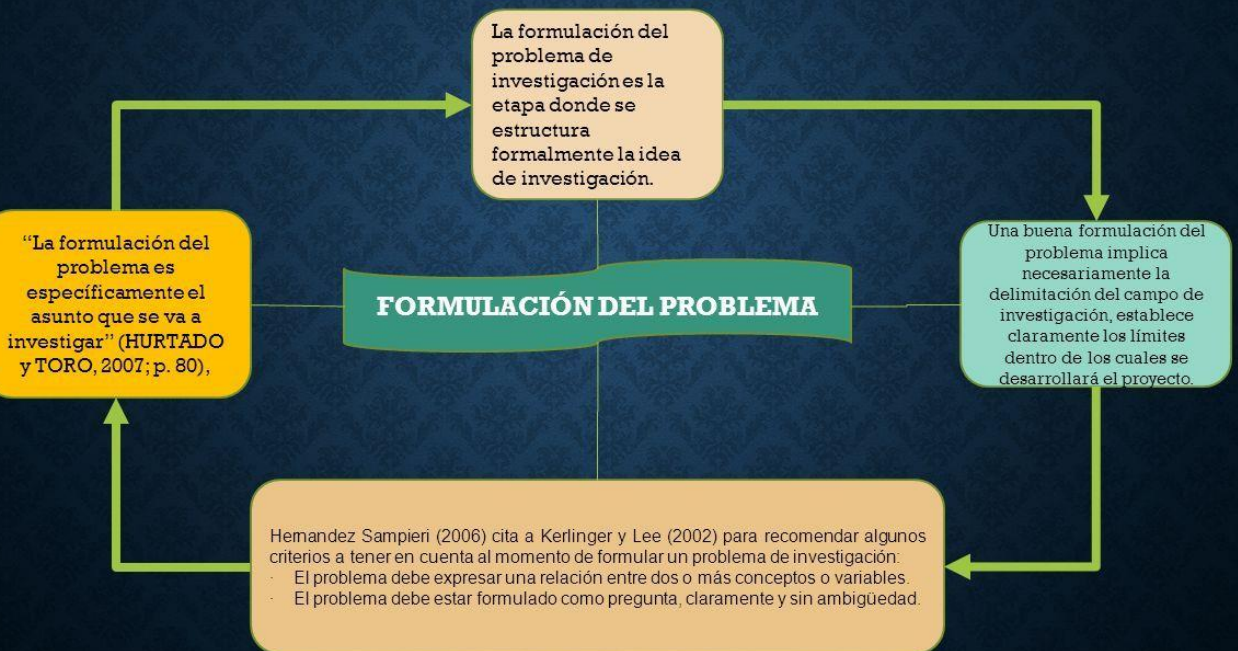 La formulación del
problema de
investigación es la
etapa donde se
estructura
formalmente la idea
de investigación.
“La formulación del
problema es
específicamente el
asunto que se va a
investigar” (HURTADO
y TORO, 2007; p. 80),
FORMULACIÓN DEL PROBLEMA
Una buena formulación del
problema implica
necesariamente la
delimitación del campo de
investigación, establece
claramente los límites
dentro de los cuales se
desarrollará el proyecto.
Hernandez Sampieri (2006) cita a Kerlinger y Lee (2002) para recomendar algunos
criterios a tener en cuenta al momento de formular un problema de investigación:
· El problema debe expresar una relación entre dos o más conceptos o variables.
· El problema debe estar formulado como pregunta, claramente y sin ambigüedad.